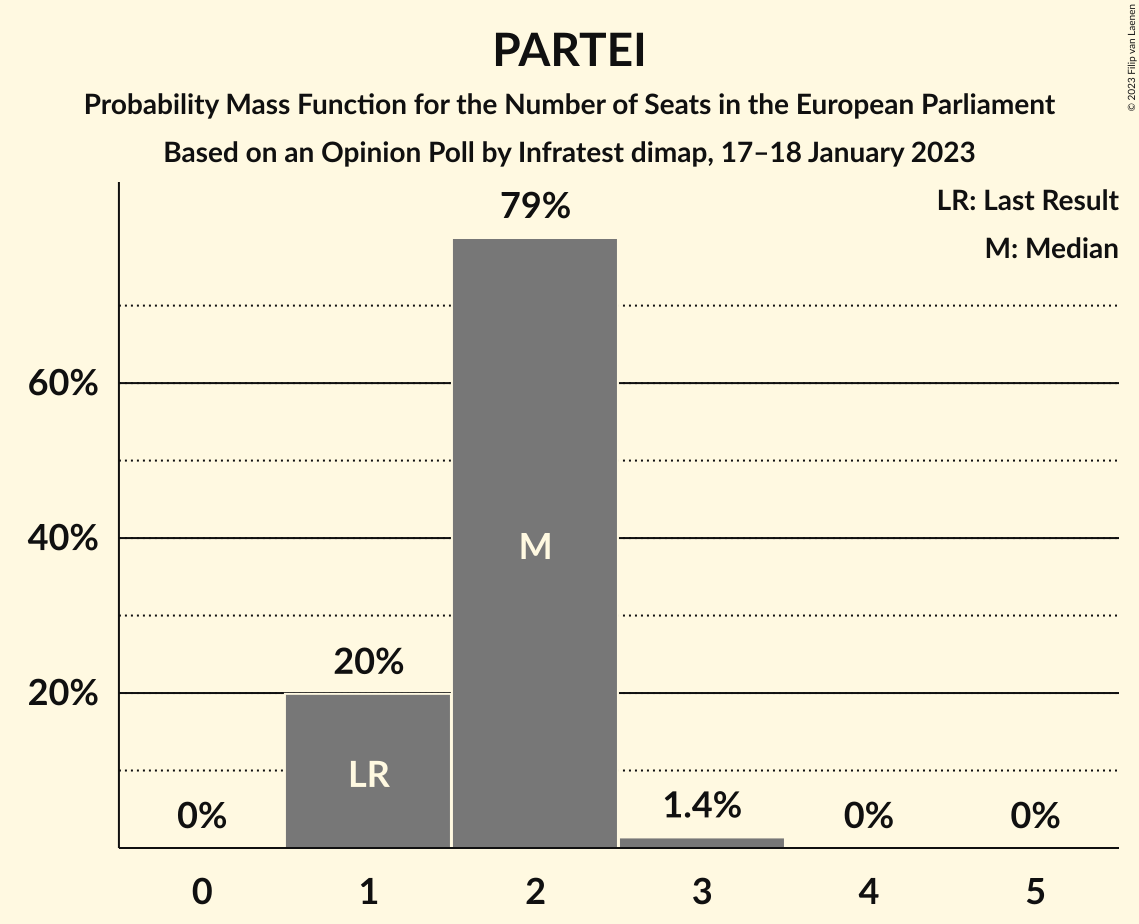 PARTEI
Probability Mass Function for the Number of Seats in the European Parliament
Based on an Opinion Poll by Infratest dimap, 17–18 January 2023
© 2023 Filip van Laenen
LR: Last Result
M: Median
79%
60%
40%
20%
M
20%
LR
0%
1.4%
0%
0%
0 1 2 3 4 5